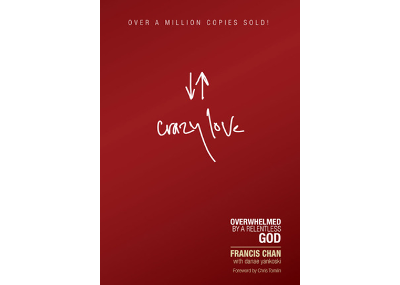 OVER A MILLION COPIES SOLD!
crazy love
OVERWHELMED
BY A RELENTLESS
GOD
FRANCIS CHAN
with danae yankoski
Foreword by Chris Tomlin